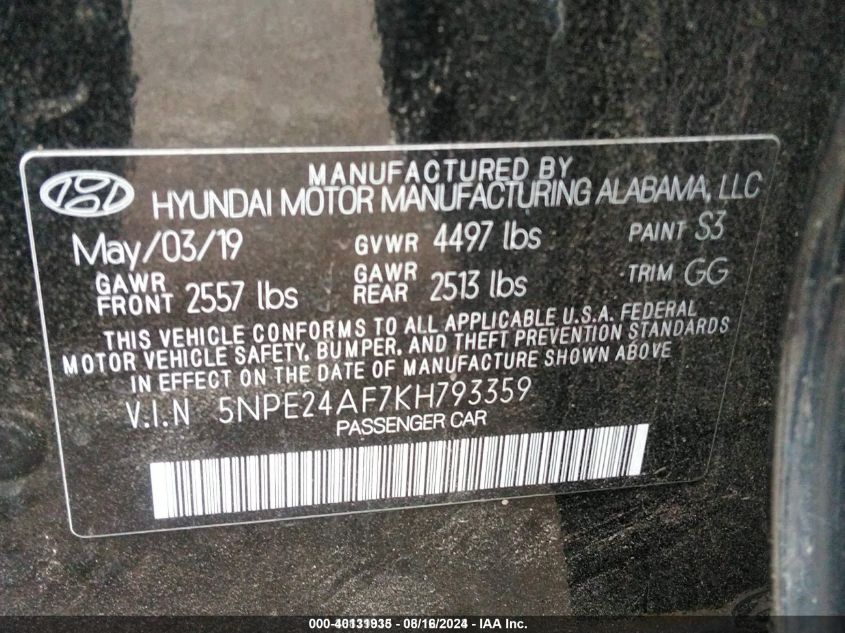 MANUFACTURED BY
HYUNDAI MOTOR MANUFACTURING ALABAMA, LLC
May/03/19 GVWR 4497 lbs PAINT S3
GAWR FRONT 2557 lbs GAWR REAR 2513 lbs TRIM GG
THIS VEHICLE CONFORMS TO ALL APPLICABLE U.S.A. FEDERAL
MOTOR VEHICLE SAFETY, BUMPER, AND THEFT PREVENTION STANDARDS
IN EFFECT ON THE DATE OF MANUFACTURE SHOWN ABOVE
V.I.N 5NPE24AF7KH793359
PASSENGER CAR
000-40131935 - 08/16/2024 - IAA Inc.